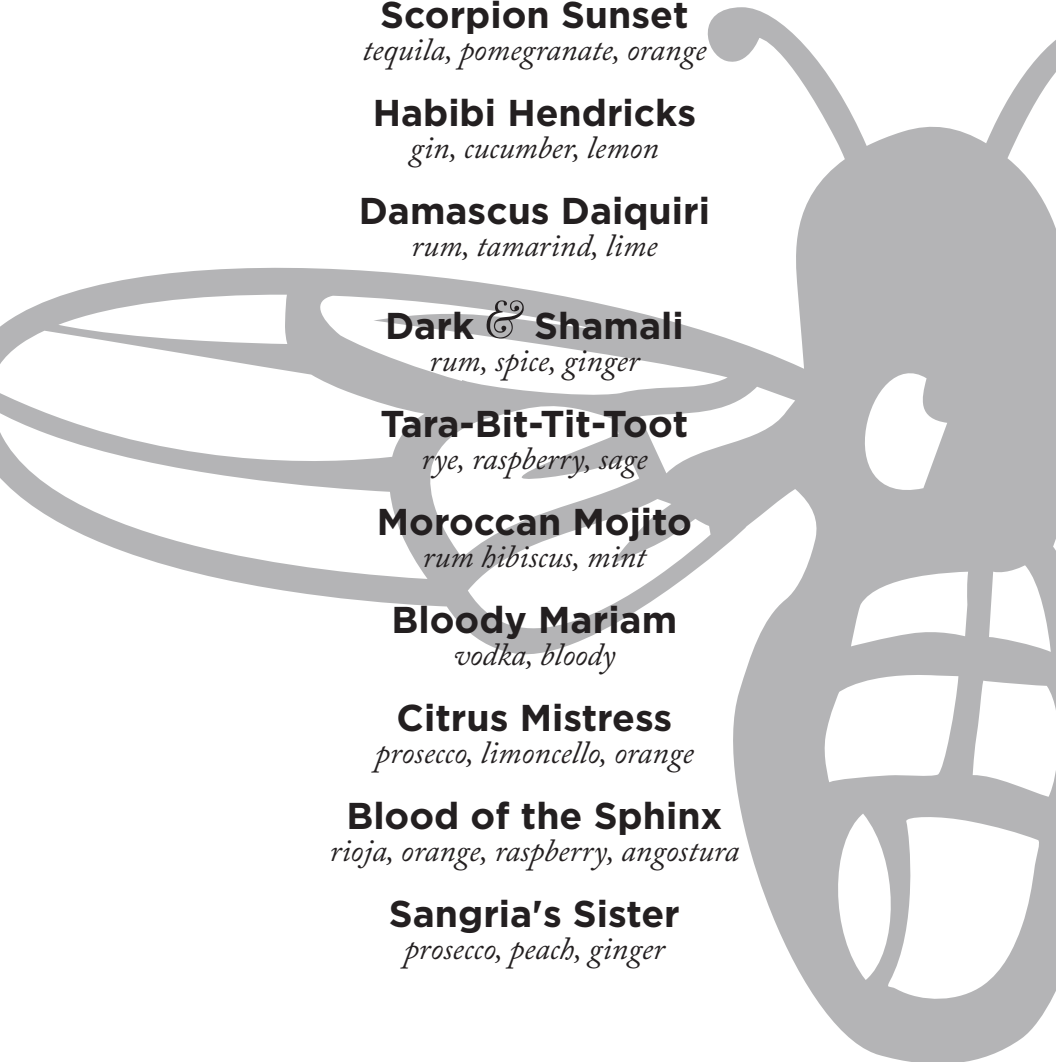 Scorpion Sunset
tequila, pomegranate, orange
Habibi Hendricks
gin, cucumber, lemon
Damascus Daiquiri
rum, tamarind, lime
Dark & Shamali
rum, spice, ginger
Tara-Bit-Tit-Toot
rye, raspberry, sage
Moroccan Mojito
rum hibiscus, mint
Bloody Mariam
vodka, bloody
Citrus Mistress
prosecco, limoncello, orange
Blood of the Sphinx
rioja, orange, raspberry, angostura
Sangria's Sister
prosecco, peach, ginger